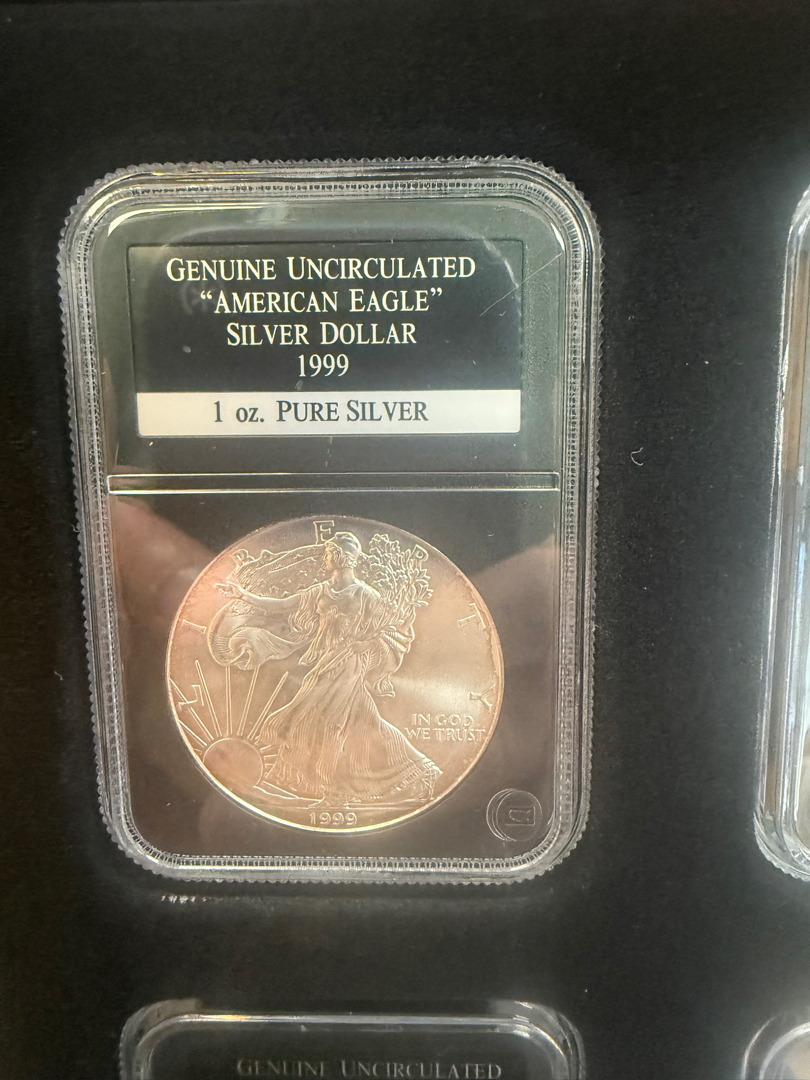 GENUINE UNCIRCULATED
“AMERICAN EAGLE”
SILVER DOLLAR
1999
1 oz. PURE SILVER
LIBERTY
IN GOD
WE TRUST
1999
GENUINE UNCIRCULATED